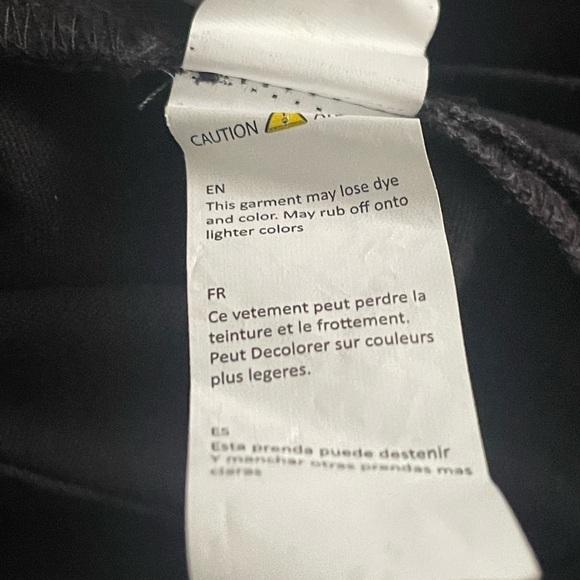 CAUTION
EN
This garment may lose dye
and color. May rub off onto
lighter colors
FR
Ce vetement peut perdre la
teinture et le frottement.
Peut Decolorer sur couleurs
plus legeres.
ES
Esta prenda puede destenir
Y manchar otras prendas mas
claras